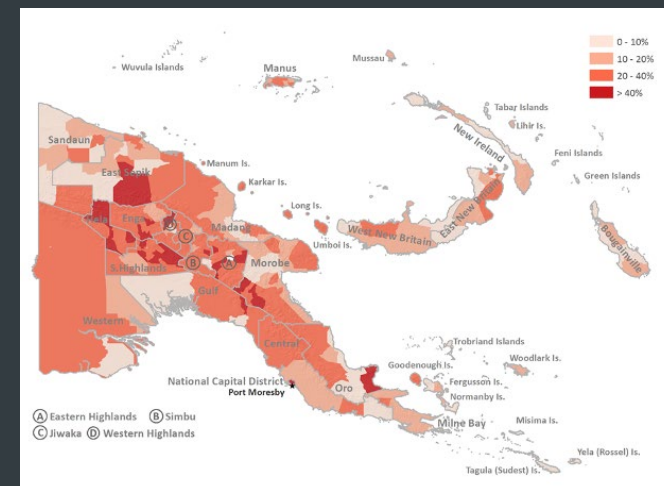 0 - 10%
10 - 20%
20 - 40%
> 40%
Wuvula Islands
Manus
Mussau
Tabar Islands
Lihir Is.
New Ireland
Feni Islands
Green Islands
Sandaun
East Sepik
Manum Is.
Karkar Is.
Long Is.
Umboi Is.
West New Britain
East New Britain
Bougainville
Hela
Enga
D
C
Madang
B
A
Morobe
S.Highlands
Gulf
Western
Central
Trobriand Islands
Woodlark Is.
Goodenough Is.
Fergusson Is.
Normanby Is.
National Capital District
Port Moresby
Oro
Milne Bay
Misima Is.
Yela (Rossel) Is.
Tagula (Sudest) Is.
A Eastern Highlands B Simbu
C Jiwaka D Western Highlands